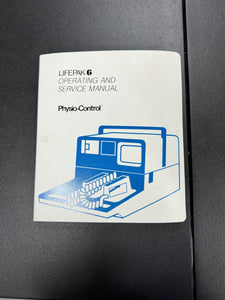 LIFEPAK 6
OPERATING AND
SERVICE MANUAL
Physio-Control